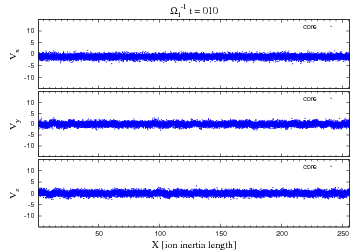 Ω_i^-1 t = 010
core
10
5
0
-5
-10
V_x
core
10
5
0
-5
-10
V_y
core
10
5
0
-5
-10
V_z
50 100 150 200 250
X [ion inertia length]